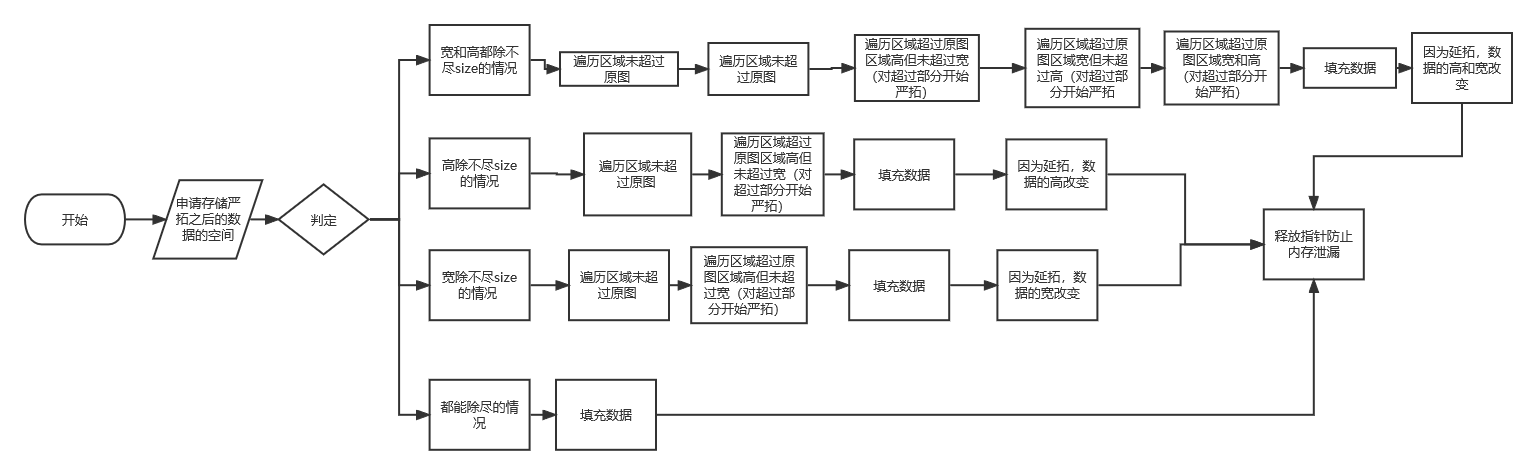 开始
申请存储严
拓之后的数
据的空间
判定
宽和高都除不
尽size的情况
遍历区域未超过
原图
遍历区域未超
过原图
遍历区域超过原图
区域高但未超过宽
（对超过部分开始
严拓）
遍历区域超过原
图区域宽但未超
过高（对超过部
分开始严拓
遍历区域超过原
图区域宽和高
（对超过部分开
始严拓）
填充数据
因为延拓，数
据的高和宽改
变
高除不尽size
的情况
遍历区域未超
过原图
遍历区域超过
原图区域高但
未超过宽（对
超过部分开始
严拓）
填充数据
因为延拓，数
据的高改变
宽除不尽size
的情况
遍历区域未超
过原图
遍历区域超过原
图区域高但未超
过宽（对超过部
分开始严拓）
填充数据
因为延拓，数
据的宽改变
都能除尽的情
况
填充数据
释放指针防止
内存泄漏